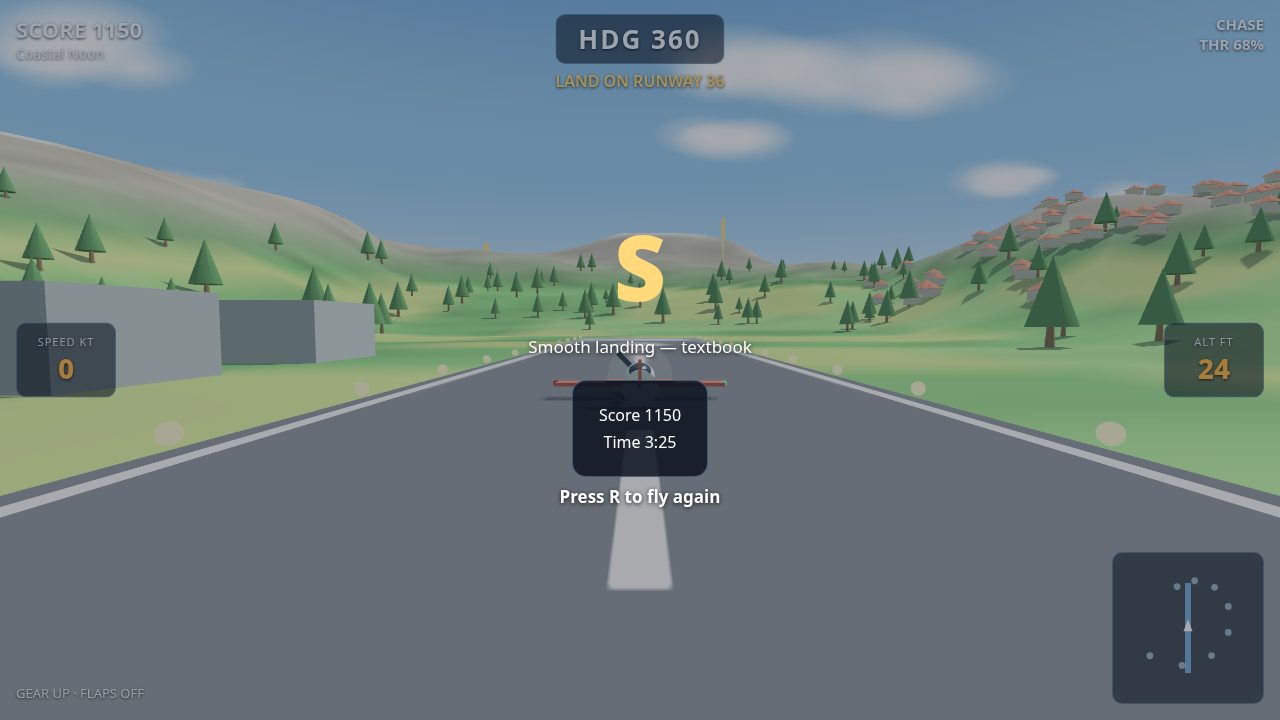 SCORE 1150
Coastal Noon
HDG 360
LAND ON RUNWAY 36
CHASE
THR 68%
S
Smooth landing — textbook
SPEED KT
0
ALT FT
24
Score 1150
Time 3:25
Press R to fly again
GEAR UP · FLAPS OFF